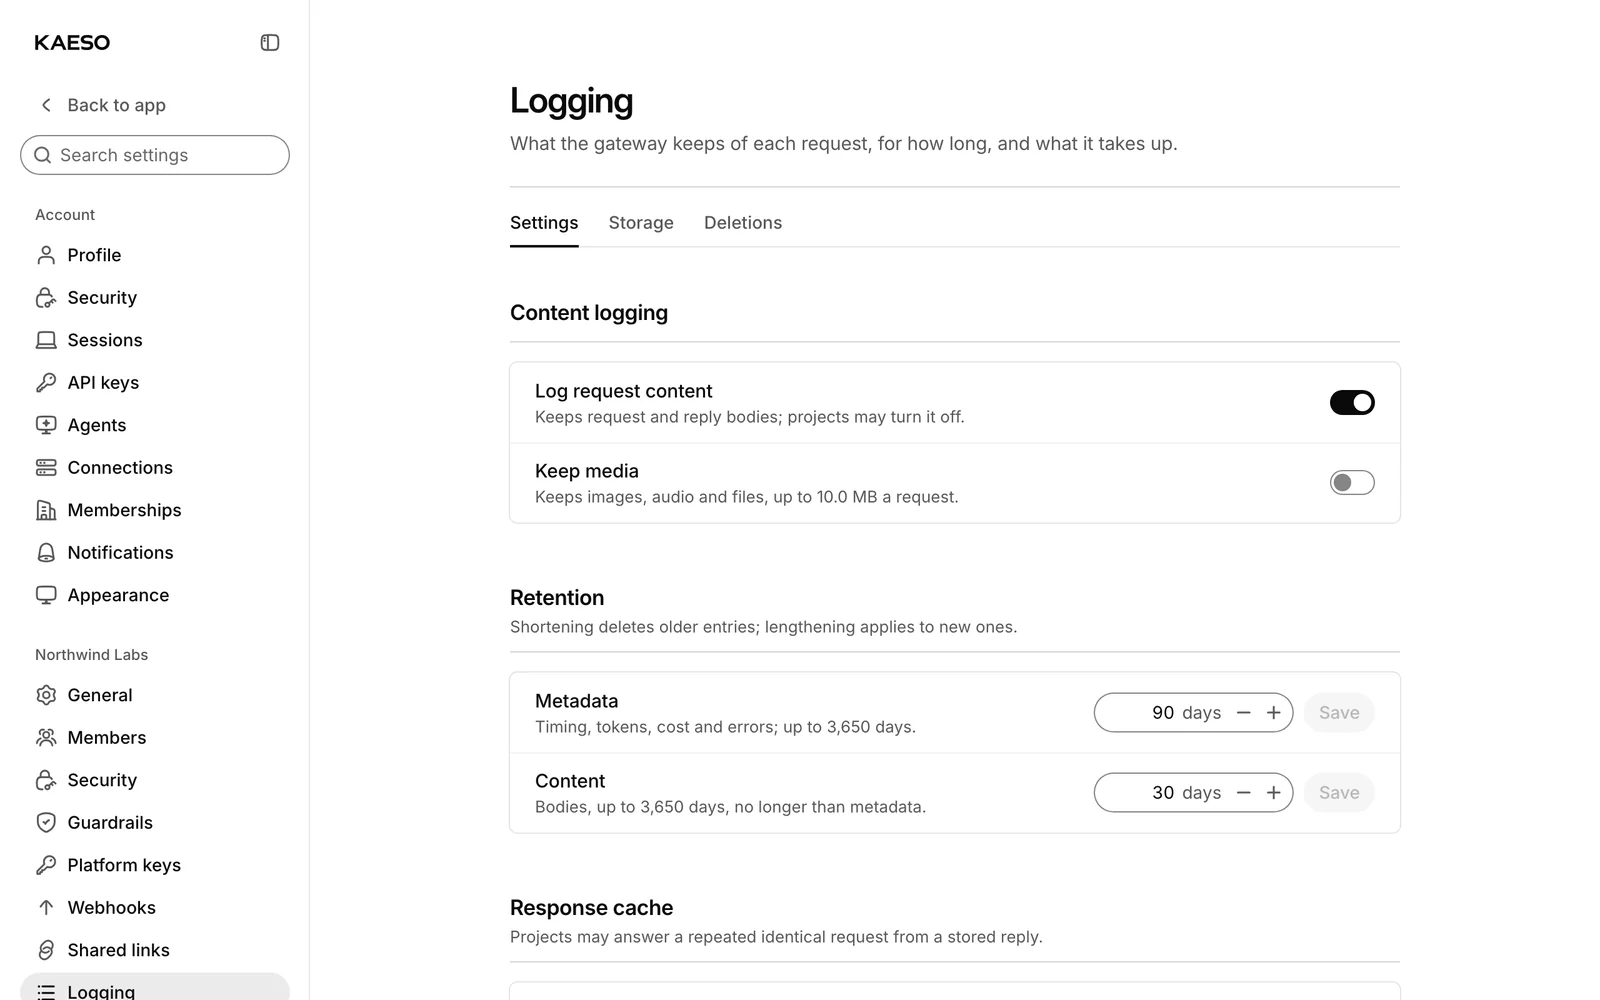 KAESO
Back to app
Search settings
Account
Profile
Security
Sessions
API keys
Agents
Connections
Memberships
Notifications
Appearance
Northwind Labs
General
Members
Security
Guardrails
Platform keys
Webhooks
Shared links
Logging
Logging
What the gateway keeps of each request, for how long, and what it takes up.
Settings Storage Deletions
Content logging
Log request content
Keeps request and reply bodies; projects may turn it off.
Keep media
Keeps images, audio and files, up to 10.0 MB a request.
Retention
Shortening deletes older entries; lengthening applies to new ones.
Metadata
Timing, tokens, cost and errors; up to 3,650 days.
90 days − + Save
Content
Bodies, up to 3,650 days, no longer than metadata.
30 days − + Save
Response cache
Projects may answer a repeated identical request from a stored reply.